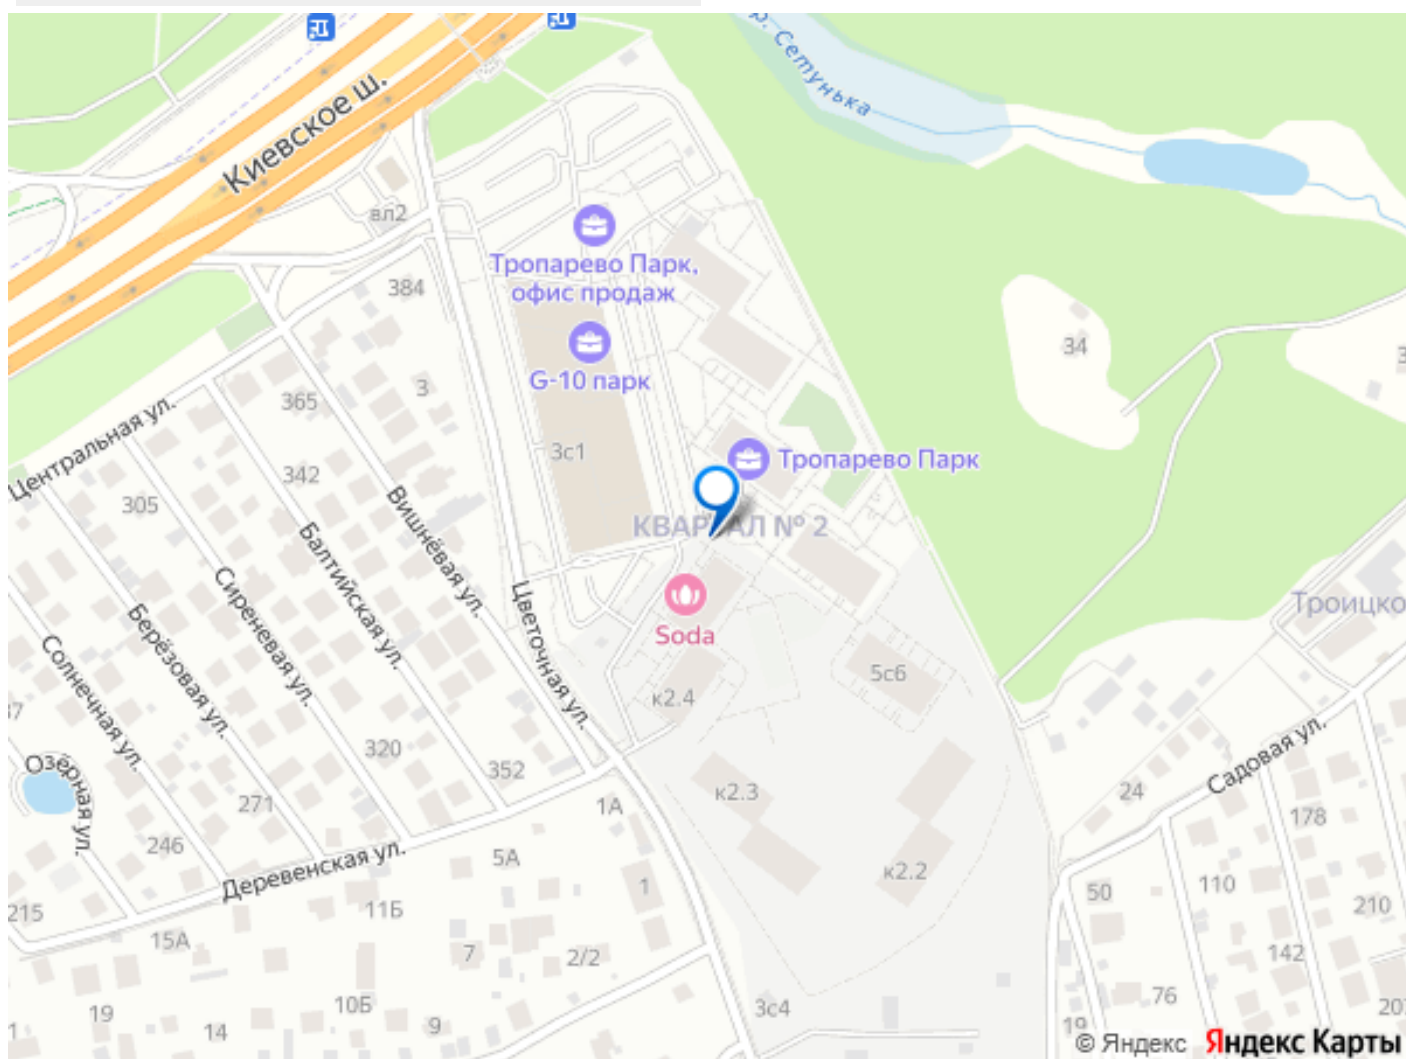 р. Сетунька
Киевское ш.
вл2
Тропарево Парк,
офис продаж
384
G-10 парк
34
3
365
Центральная ул.
3с1
Тропарево Парк
342
305
Вишнёвая ул.
КВАРТАЛ № 2
Балтийская ул.
Сиреневая ул.
Берёзовая ул.
Цветочная ул.
Soda
Троицко
Солнечная ул.
к2.4
5с6
37
320
352
Озёрная ул.
271
246
1А
к2.3
24
Садовая ул.
178
Деревенская ул.
5А
1
к2.2
50
110
210
215
11Б
15А
7
2/2
142
19
10Б
14
9
3с4
76
19
207
1
© Яндекс Яндекс Карты